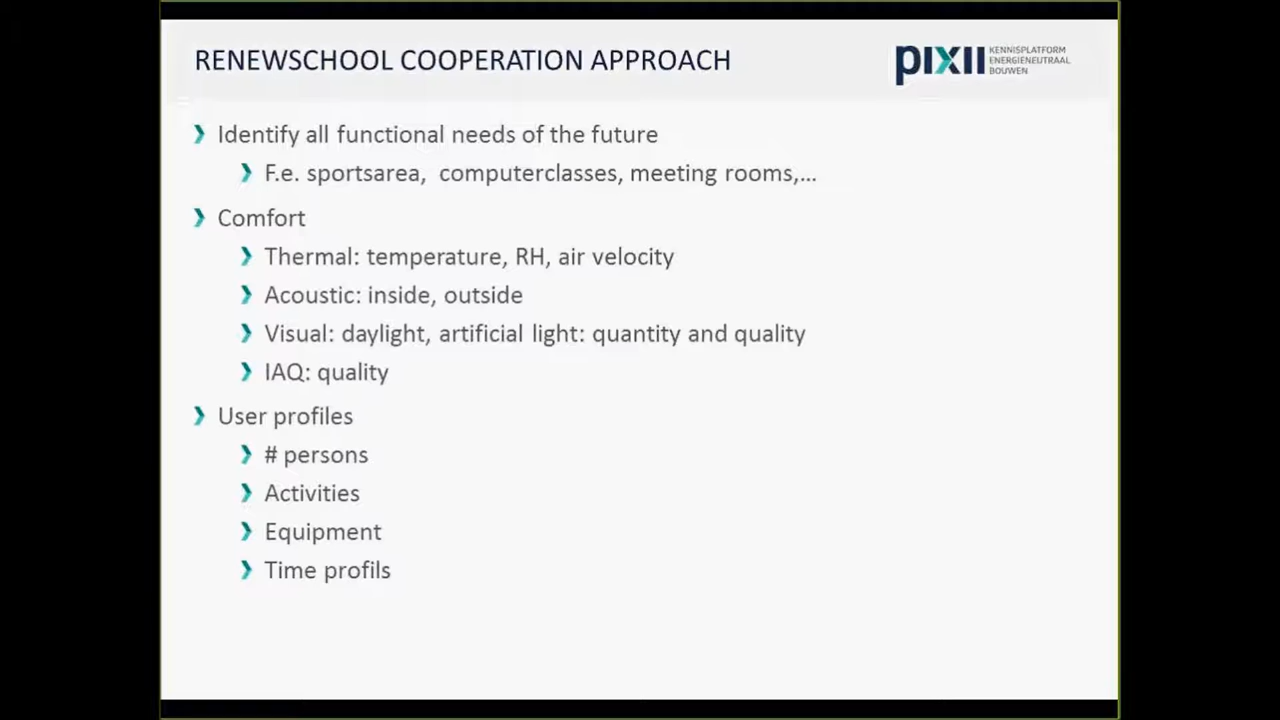 RENEWSCHOOL COOPERATION APPROACH
pixii
KENNISPLATFORM
ENERGIENEUTRAAL
BOUWEN
Identify all functional needs of the future
F.e. sportsarea, computerclasses, meeting rooms,...
Comfort
Thermal: temperature, RH, air velocity
Acoustic: inside, outside
Visual: daylight, artificial light: quantity and quality
IAQ: quality
User profiles
# persons
Activities
Equipment
Time profils